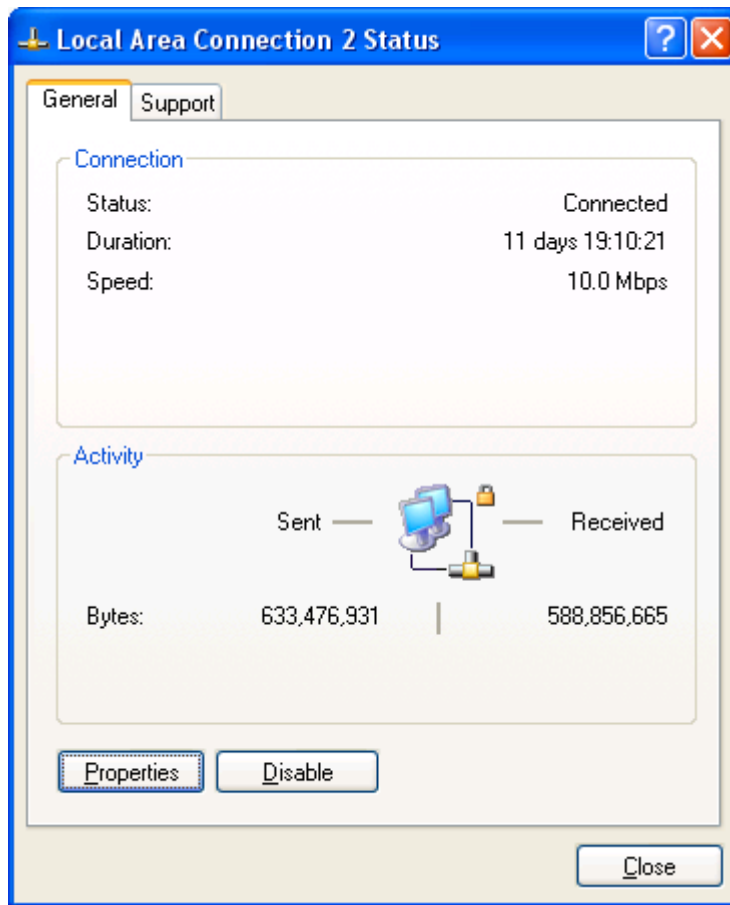 Local Area Connection 2 Status
General Support
Connection
Status: Connected
Duration: 11 days 19:10:21
Speed: 10.0 Mbps
Activity
Sent Received
Bytes: 633,476,931 588,856,665
Properties Disable
Close